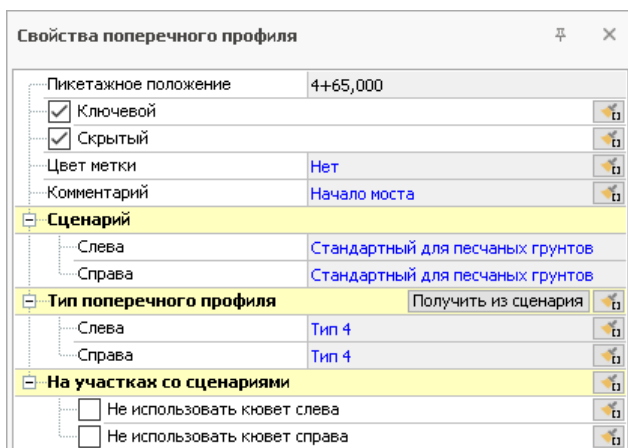 Свойства поперечного профиля
Пикетажное положение 4+65,000
Ключевой
Скрытый
Цвет метки Нет
Комментарий Начало моста
Сценарий
Слева Стандартный для песчаных грунтов
Справа Стандартный для песчаных грунтов
Тип поперечного профиля Получить из сценария
Слева Тип 4
Справа Тип 4
На участках со сценариями
Не использовать кювет слева
Не использовать кювет справа